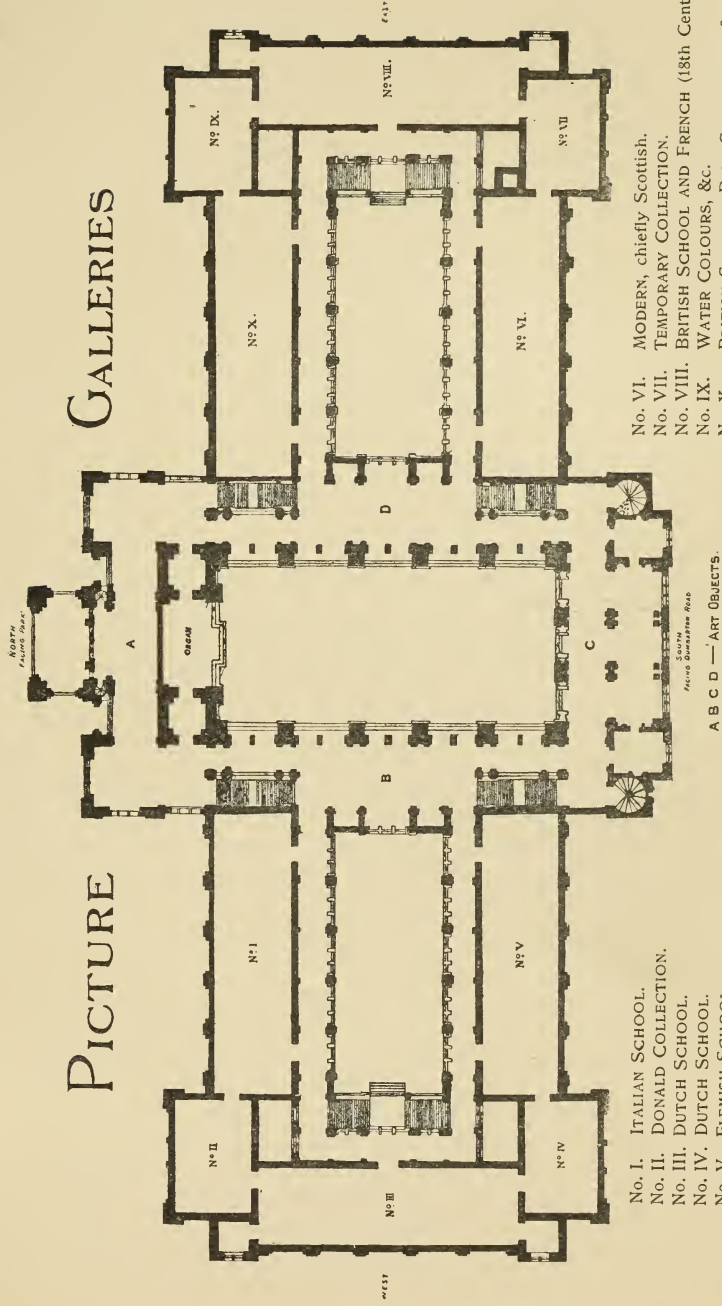 PICTURE GALLERIES
NORTH
FACING PARK
A
ORGAN
Nº I
Nº II
Nº III
Nº IV
Nº V
Nº VI.
Nº VII
Nº VIII.
Nº IX.
Nº X.
B
D
C
WEST
EAST
SOUTH
FACING DUMBARTON ROAD
A B C D — ART OBJECTS.
No. I. ITALIAN SCHOOL.
No. II. DONALD COLLECTION.
No. III. DUTCH SCHOOL.
No. IV. DUTCH SCHOOL.
No. V. FLEMISH SCHOOL
No. VI. MODERN, chiefly Scottish.
No. VII. TEMPORARY COLLECTION.
No. VIII. BRITISH SCHOOL AND FRENCH (18th Cent
No. IX. WATER COLOURS, &c.